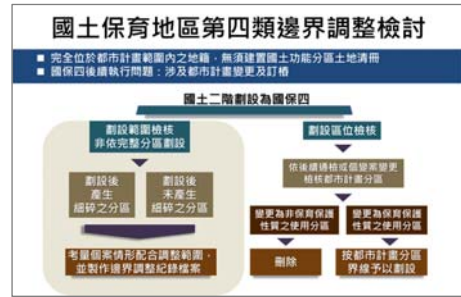 國土保育地區第四類邊界調整檢討
完全位於都市計畫範圍內之地籍，無須建置國土功能分區土地清冊
國保四後續執行問題：涉及都市計畫變更及訂樁
國土二階劃設為國保四
劃設範圍檢核
非依完整分區劃設
劃設後
產生
細碎之分區
劃設後
未產生
細碎之分區
考量個案情形配合調整範圍，
並製作邊界調整紀錄檔案
劃設區位檢核
依後續通檢或個變案變更
檢核都市計畫分區
變更為非保育保護
性質之使用分區
變更為保育保護
性質之使用分區
刪除
按都市計畫分區
界線予以劃設